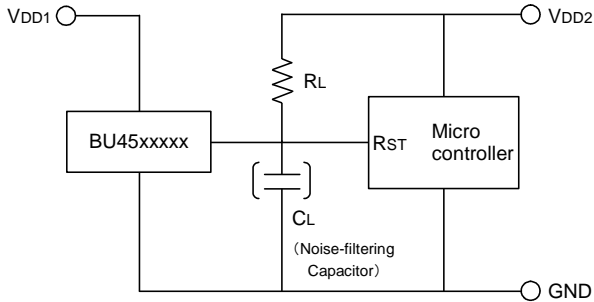 VDD1
VDD2
RL
BU45xxxxx
RST
Micro
controller
CL
（Noise-filtering
Capacitor）
GND